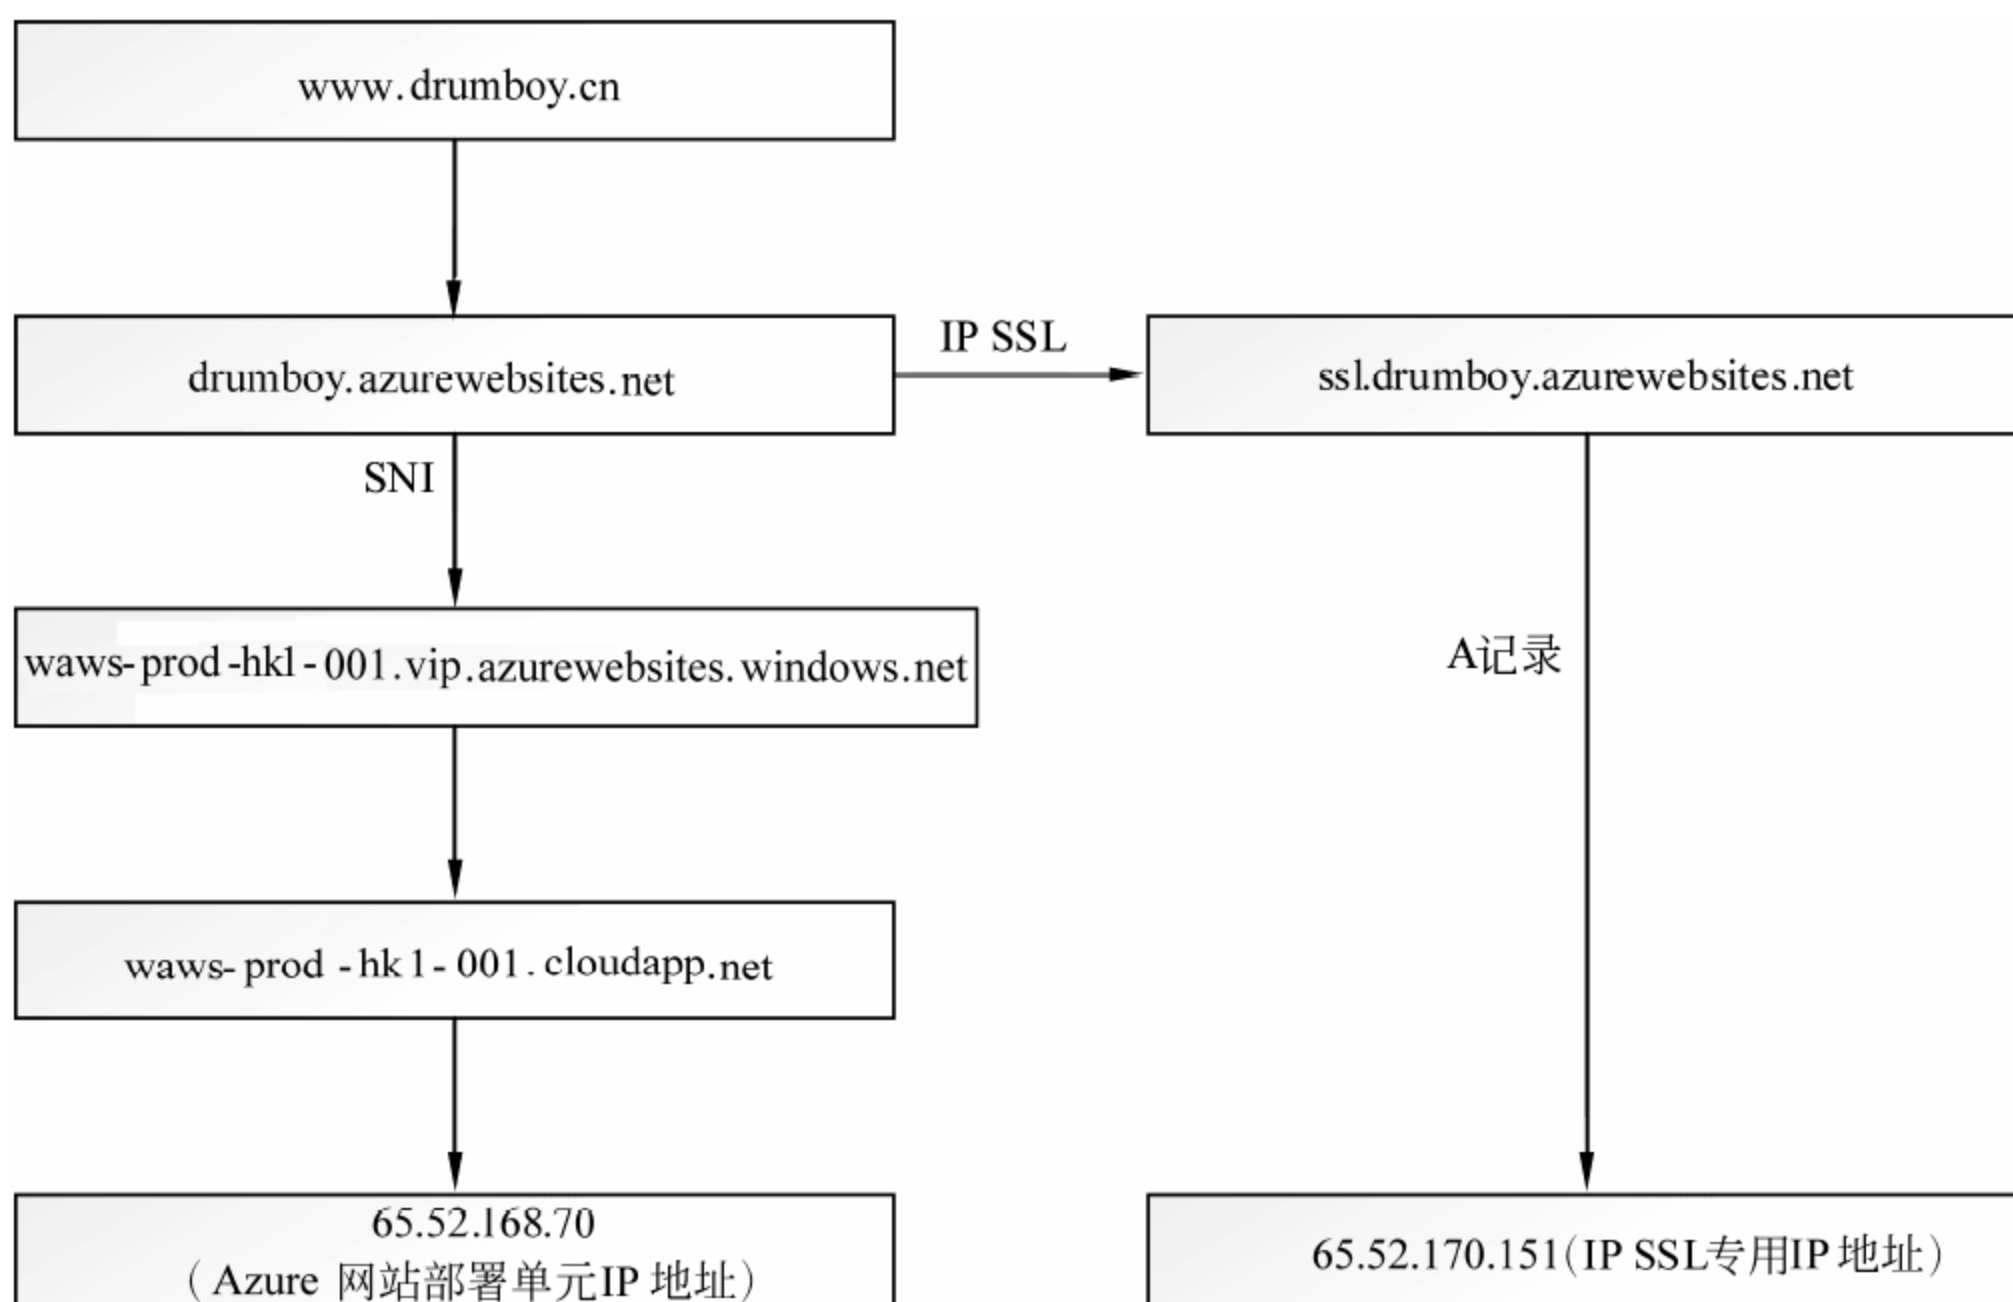 www.drumboy.cn
drumboy.azurewebsites.net
IP SSL
ssl.drumboy.azurewebsites.net
SNI
waws-prod-hkl-001.vip.azurewebsites.windows.net
A记录
waws-prod-hk1-001.cloudapp.net
65.52.168.70
（Azure 网站部署单元IP 地址）
65.52.170.151(IP SSL专用IP 地址）